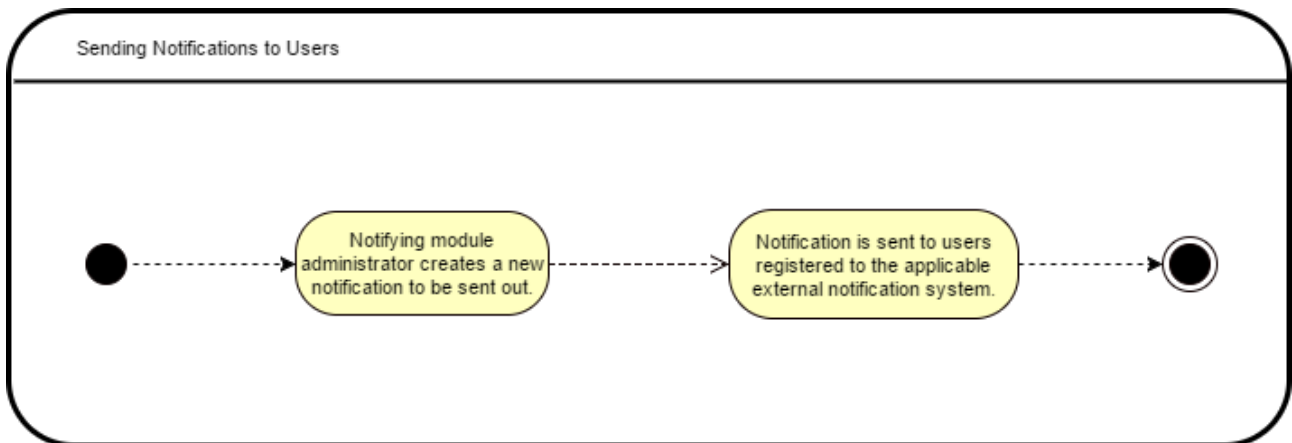 Sending Notifications to Users
Notifying module
administrator creates a new
notification to be sent out.
Notification is sent to users
registered to the applicable
external notification system.